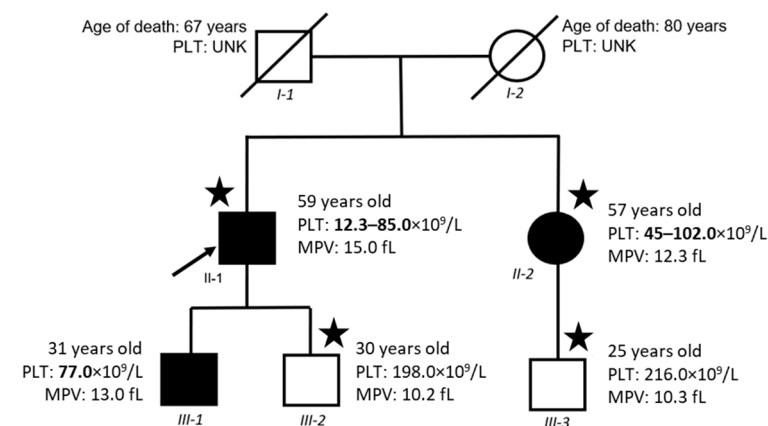 Age of death: 67 years
PLT: UNK
I-1
Age of death: 80 years
PLT: UNK
I-2
59 years old
PLT: 12.3–85.0×10⁹/L
MPV: 15.0 fL
II-1
57 years old
PLT: 45–102.0×10⁹/L
MPV: 12.3 fL
II-2
31 years old
PLT: 77.0×10⁹/L
MPV: 13.0 fL
III-1
30 years old
PLT: 198.0×10⁹/L
MPV: 10.2 fL
III-2
25 years old
PLT: 216.0×10⁹/L
MPV: 10.3 fL
III-3